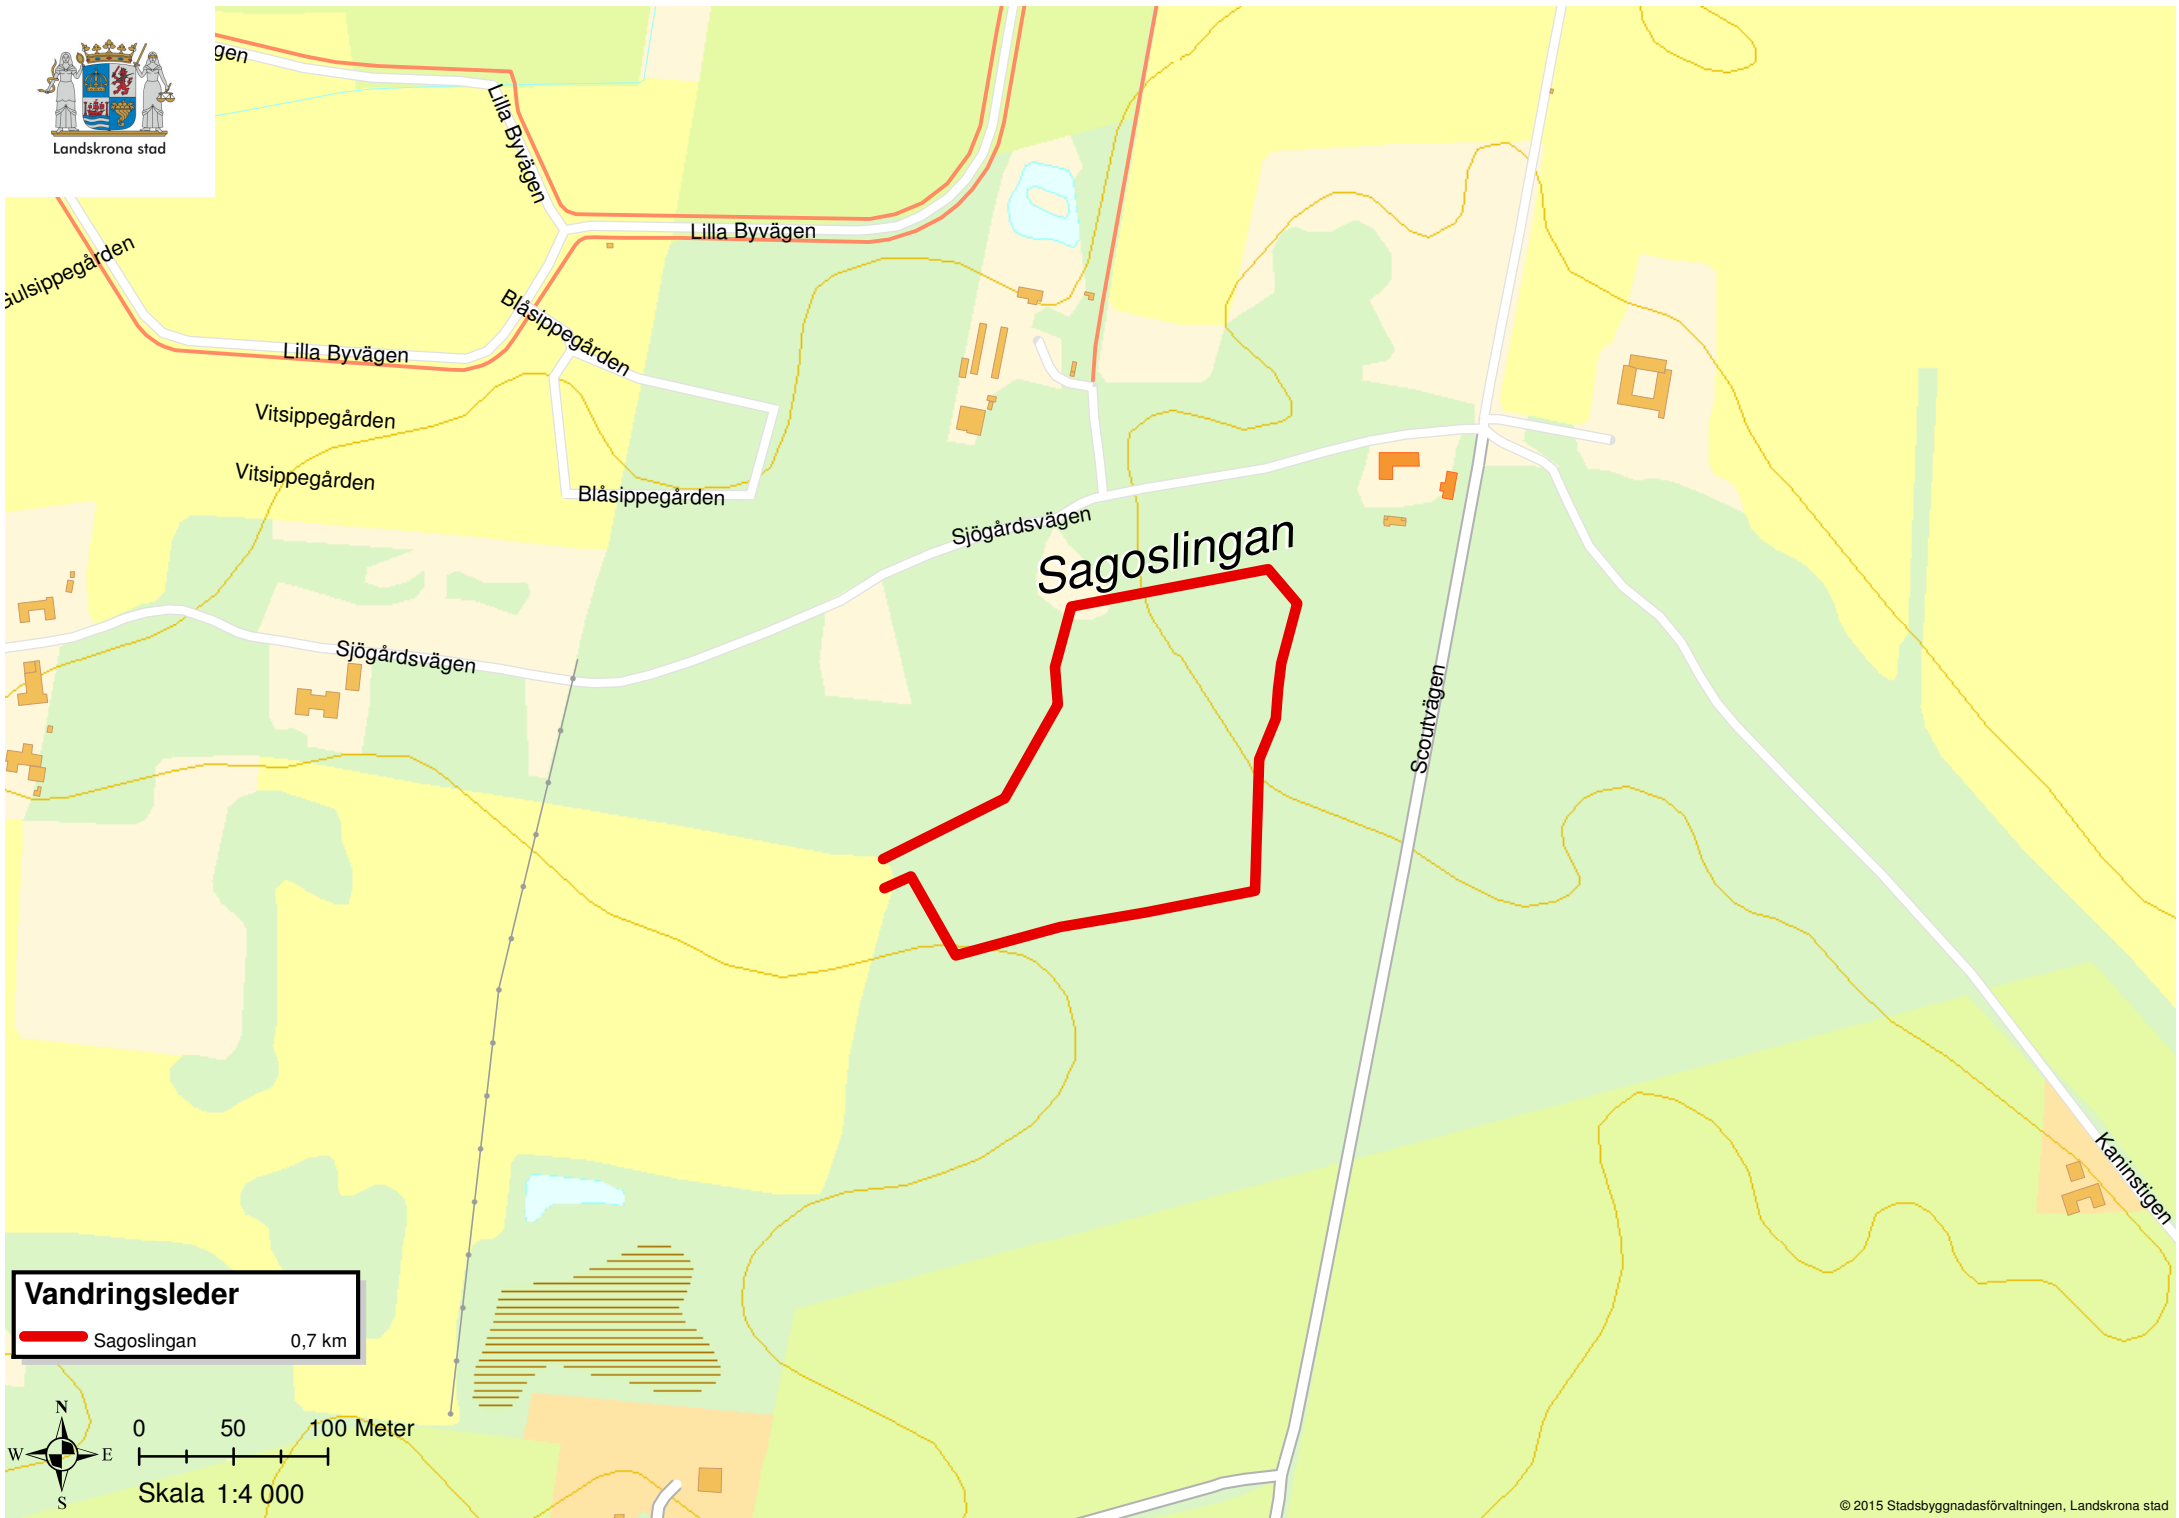 Landskrona stad
gen
Lilla Byvägen
Lilla Byvägen
Gulsippegården
Blåsippegården
Lilla Byvägen
Vitsippegården
Vitsippegården
Blåsippegården
Sjögårdsvägen
Sagoslingan
Sjögårdsvägen
Scoutvägen
Kaninstigen
Vandringsleder
Sagoslingan 0,7 km
N
W E
S
0 50 100 Meter
Skala 1:4 000
© 2015 Stadsbyggnadasförvaltningen, Landskrona stad